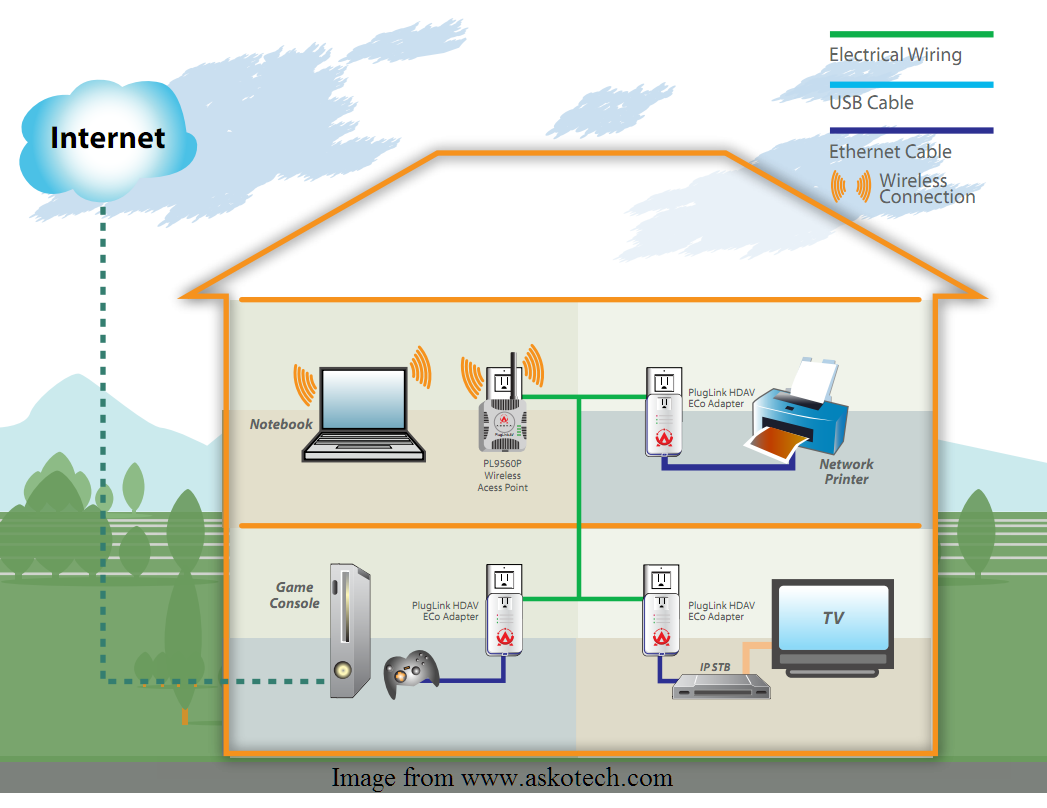 Electrical Wiring
USB Cable
Ethernet Cable
Wireless
Connection
Internet
Notebook
PL9560P
Wireless
Acess Point
PlugLink HDAV
ECo Adapter
Network
Printer
Game
Console
PlugLink HDAV
ECo Adapter
PlugLink HDAV
ECo Adapter
IP STB
TV
Image from www.askotech.com